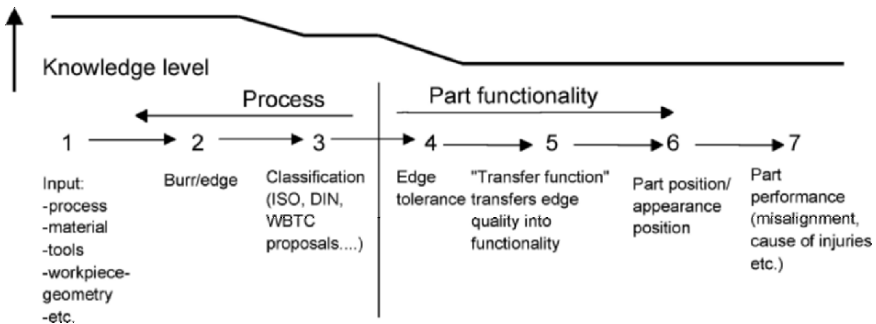 Knowledge level
Process
Part functionality
1
2
3
4
5
6
7
Input:
-process
-material
-tools
-workpiece-
geometry
-etc.
Burr/edge
Classification
(ISO, DIN,
WBTC
proposals....)
Edge
tolerance
"Transfer function"
transfers edge
quality into
functionality
Part position/
appearance
position
Part
performance
(misalignment,
cause of injuries
etc.)